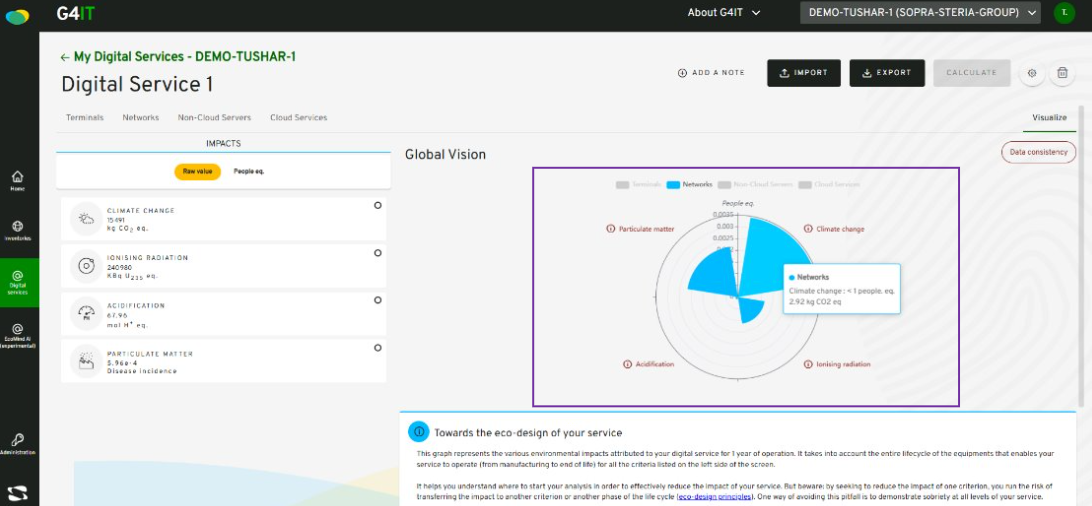 G4IT
About G4IT
DEMO-TUSHAR-1 (SOPRA-STERIA-GROUP)
← My Digital Services - DEMO-TUSHAR-1
Digital Service 1
ADD A NOTE
IMPORT
EXPORT
CALCULATE
Terminals
Networks
Non-Cloud Servers
Cloud Services
Visualize
IMPACTS
Raw value
People eq.
CLIMATE CHANGE
15491
kg CO2 eq.
IONISING RADIATION
240980
KBq U235 eq.
ACIDIFICATION
67.96
mol H+ eq.
PARTICULATE MATTER
5.96e-4
Disease incidence
Home
Inventories
Digital
services
EcoMind AI
(experimental)
Administration
Global Vision
Data consistency
Terminals
Networks
Non-Cloud Servers
Cloud Services
People eq.
0.0035
0.003
0.0025
Particulate matter
Climate change
Acidification
Ionising radiation
Networks
Climate change : < 1 people. eq.
2.92 kg CO2 eq
Towards the eco-design of your service
This graph represents the various environmental impacts attributed to your digital service for 1 year of operation. It takes into account the entire lifecycle of the equipments that enables your
service to operate (from manufacturing to end of life) for all the criteria listed on the left side of the screen.
It helps you understand where to start your analysis in order to effectively reduce the impact of your service. But beware: by seeking to reduce the impact of one criterion, you run the risk of
transferring the impact to another criterion or another phase of the life cycle (eco-design principles). One way of avoiding this pitfall is to demonstrate sobriety at all levels of your service.